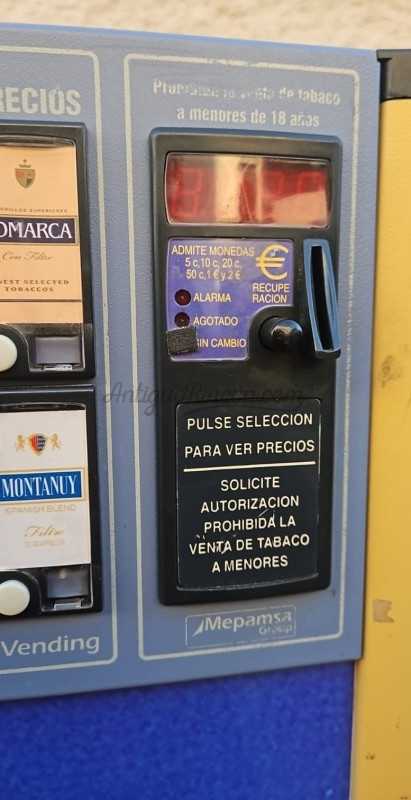 RECIOS
Prohibida la venta de tabaco
a menores de 18 años
OMARCA
Con Filtro
EST SELECTED
TOBACCOS
ADMITE MONEDAS
5 c,10 c, 20 c,
50 c,1 € y 2 €
€
RECUPE
RACION
ALARMA
AGOTADO
SIN CAMBIO
AntiguRincon.com
PULSE SELECCION
PARA VER PRECIOS
SOLICITE
AUTORIZACION
PROHIBIDA LA
VENTA DE TABACO
A MENORES
MONTANUY
SPANISH BLEND
Filtro
Mepamsa
Group
Vending